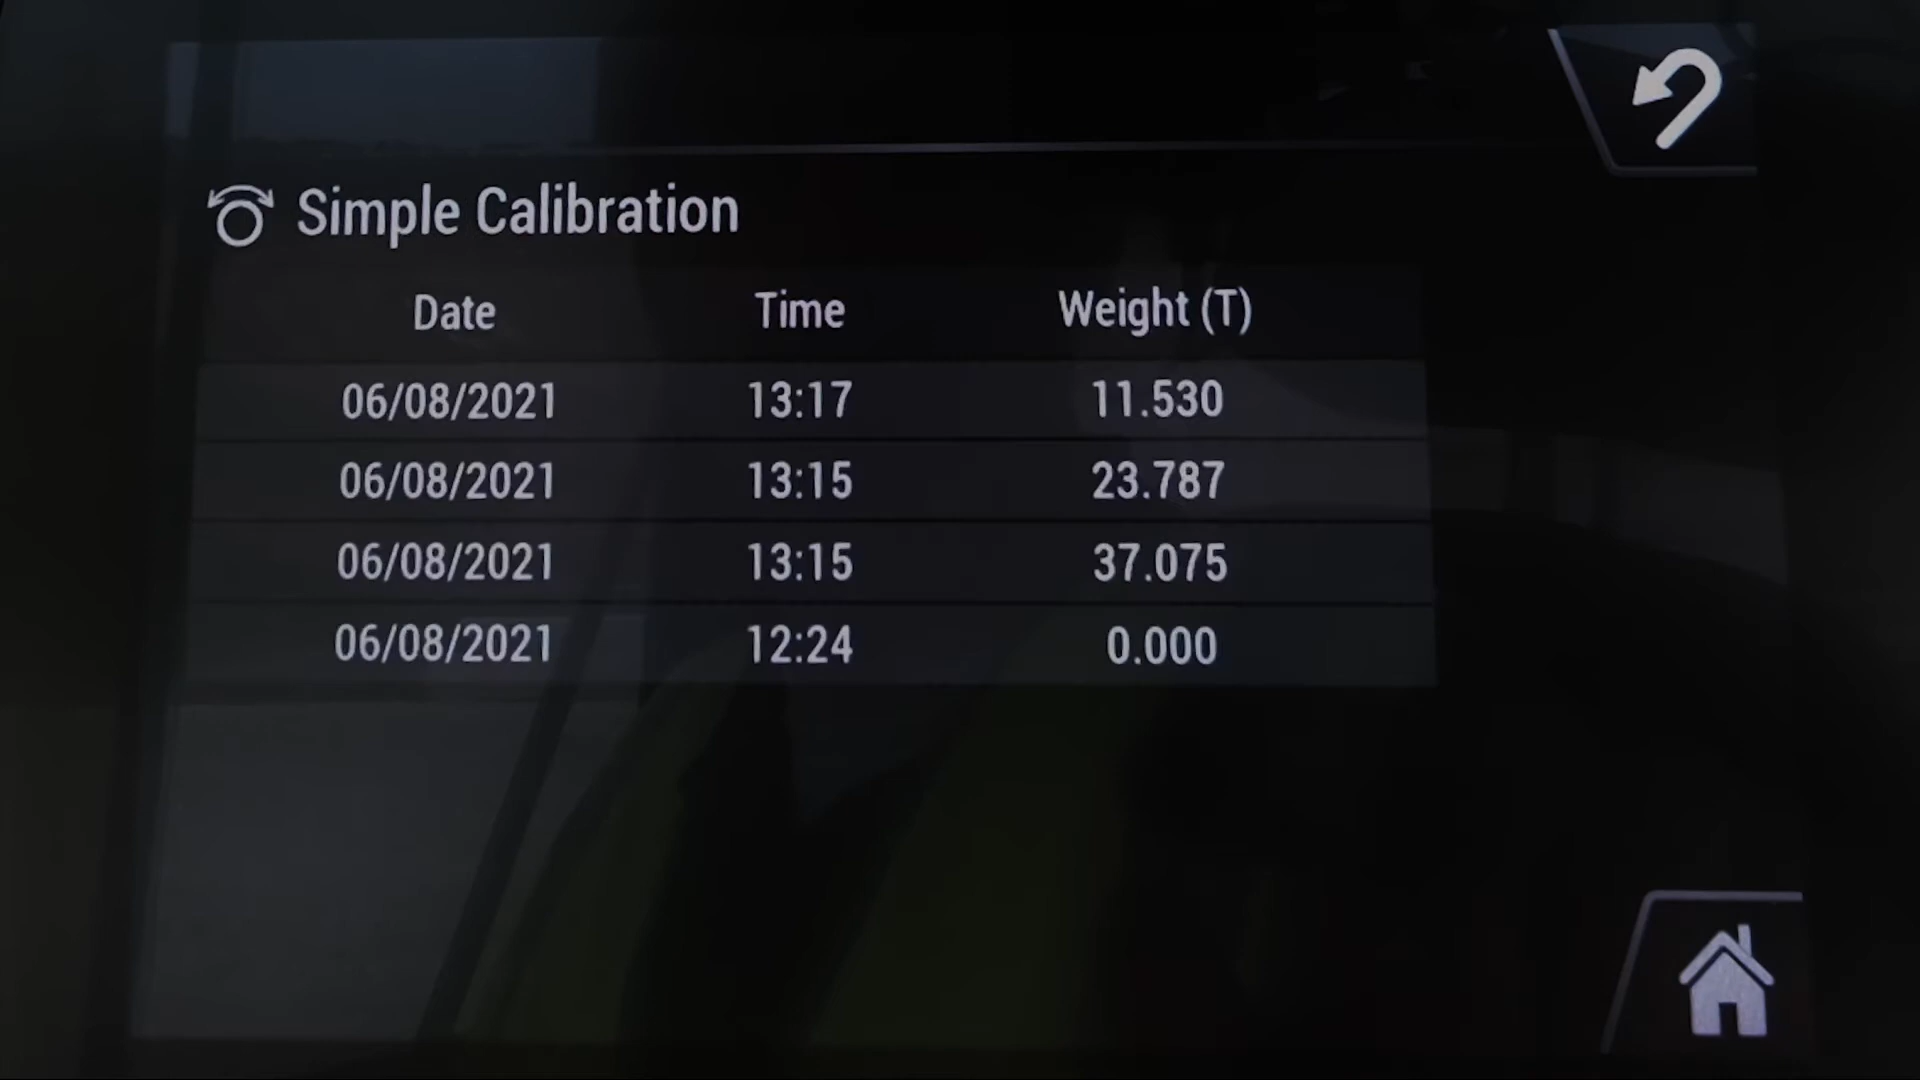 Simple Calibration
Date Time Weight (T)
06/08/2021 13:17 11.530
06/08/2021 13:15 23.787
06/08/2021 13:15 37.075
06/08/2021 12:24 0.000